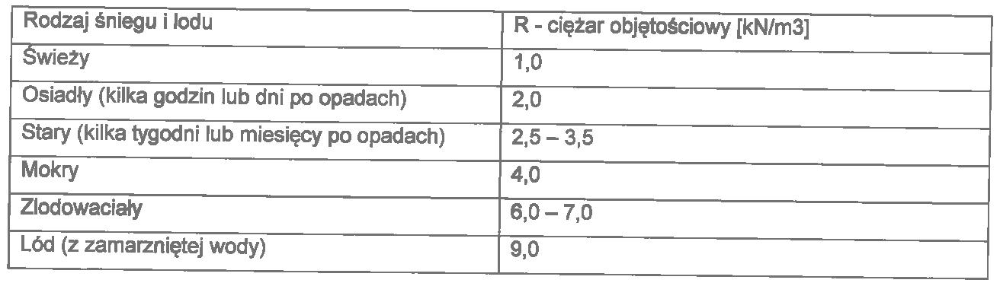 Rodzaj śniegu i lodu R - ciężar objętościowy [kN/m3]
Świeży 1,0
Osiadły (kilka godzin lub dni po opadach) 2,0
Stary (kilka tygodni lub miesięcy po opadach) 2,5 – 3,5
Mokry 4,0
Zlodowaciały 6,0 – 7,0
Lód (z zamarzniętej wody) 9,0